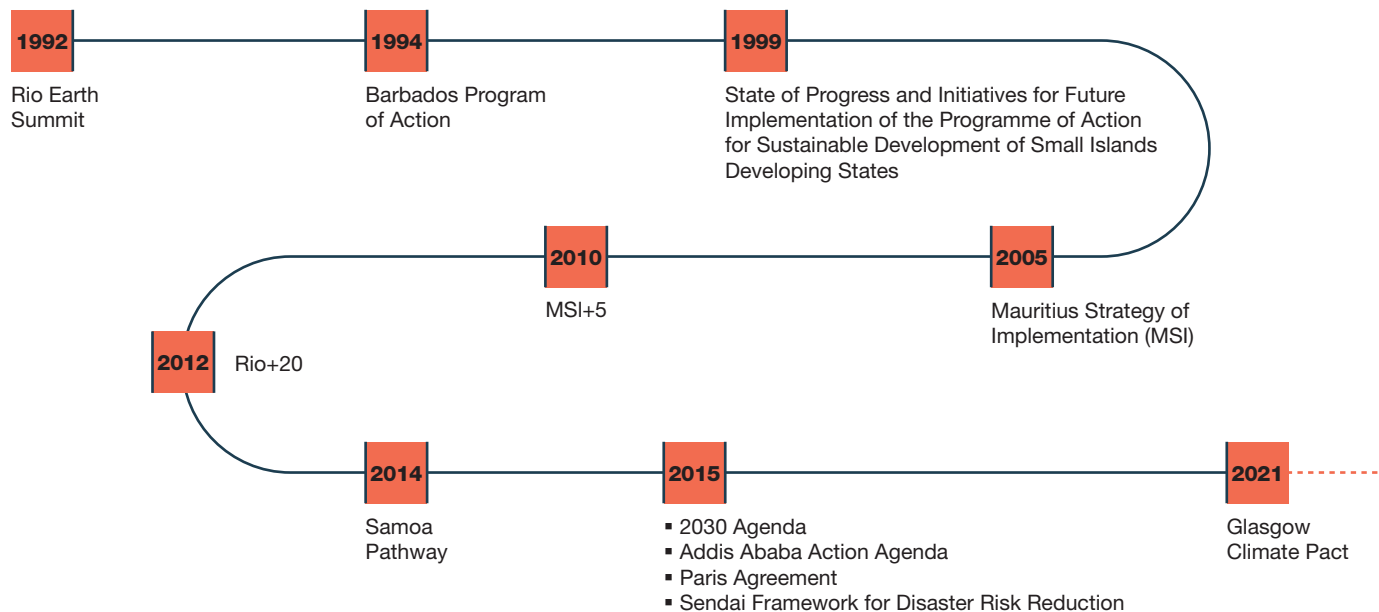 1992
Rio Earth
Summit
1994
Barbados Program
of Action
1999
State of Progress and Initiatives for Future
Implementation of the Programme of Action
for Sustainable Development of Small Islands
Developing States
2005
Mauritius Strategy of
Implementation (MSI)
2010
MSI+5
2012
Rio+20
2014
Samoa
Pathway
2015
▪ 2030 Agenda
▪ Addis Ababa Action Agenda
▪ Paris Agreement
▪ Sendai Framework for Disaster Risk Reduction
2021
Glasgow
Climate Pact